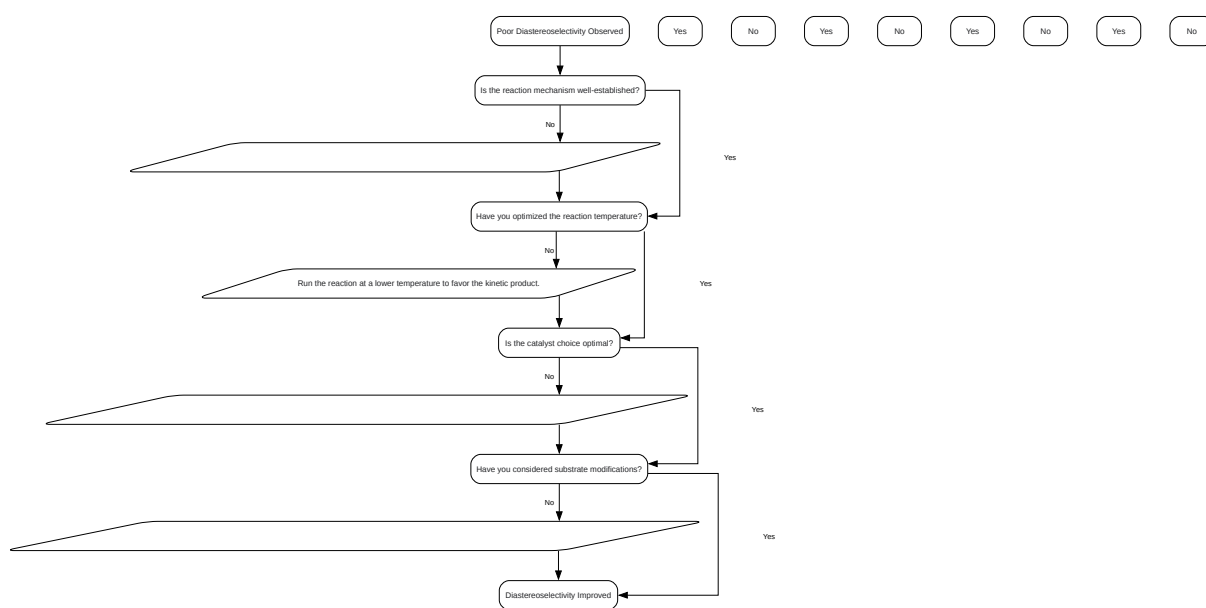 Poor Diastereoselectivity Observed
Yes
No
Yes
No
Yes
No
Yes
No
Is the reaction mechanism well-established?
No
Yes
Have you optimized the reaction temperature?
No
Run the reaction at a lower temperature to favor the kinetic product.
Yes
Is the catalyst choice optimal?
No
Yes
Have you considered substrate modifications?
No
Yes
Diastereoselectivity Improved